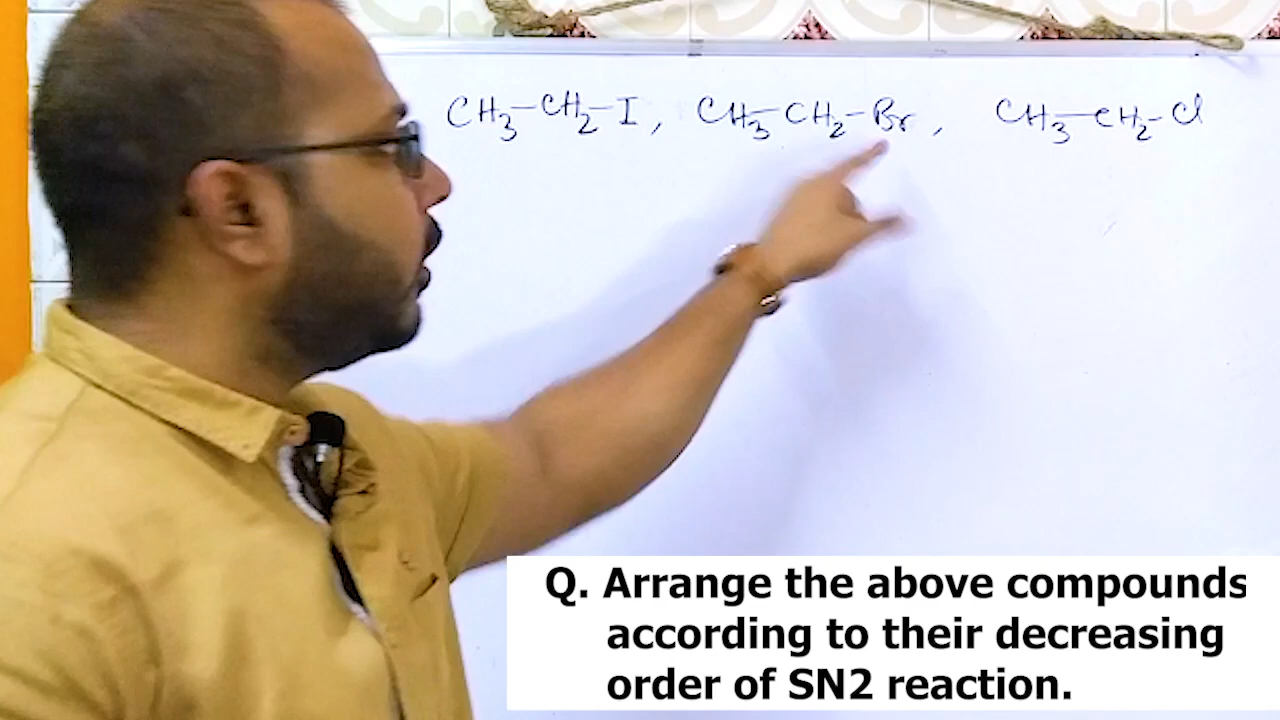 CH₃-CH₂-I, CH₃-CH₂-Br, CH₃-CH₂-Cl
Q. Arrange the above compounds
according to their decreasing
order of SN2 reaction.